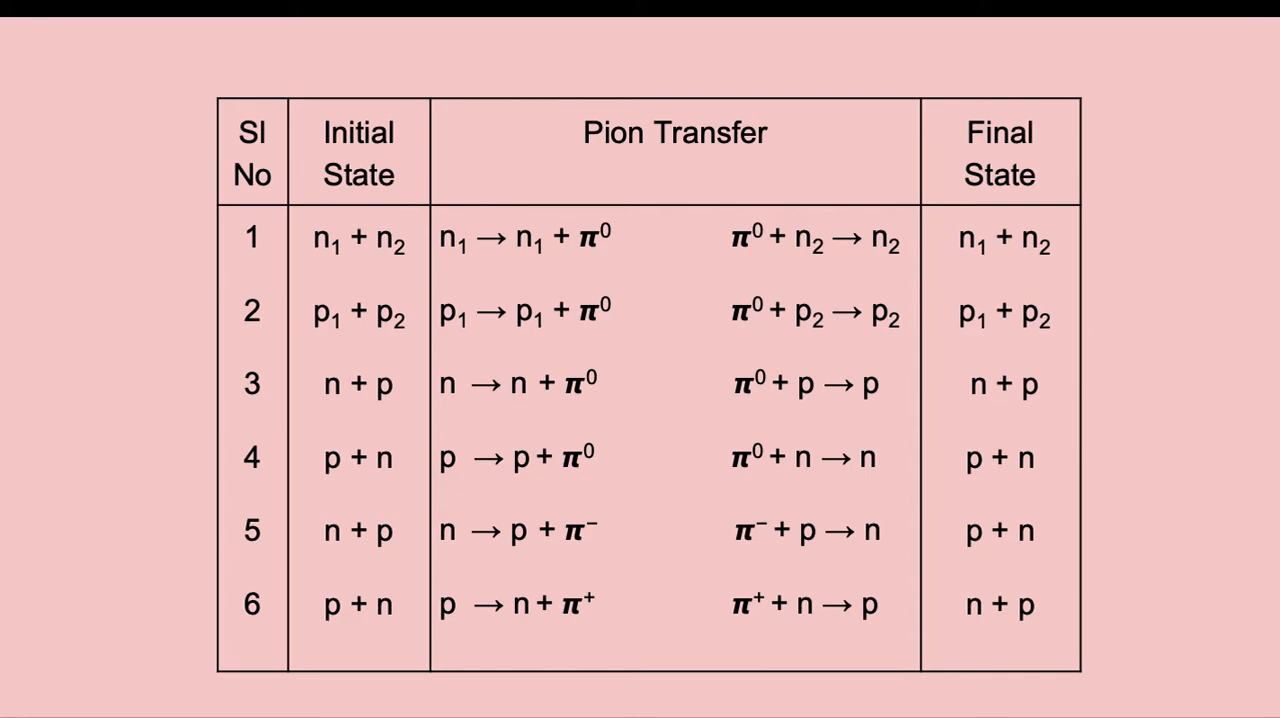 Sl No Initial State Pion Transfer Final State
1 n₁ + n₂ n₁ → n₁ + π⁰ π⁰ + n₂ → n₂ n₁ + n₂
2 p₁ + p₂ p₁ → p₁ + π⁰ π⁰ + p₂ → p₂ p₁ + p₂
3 n + p n → n + π⁰ π⁰ + p → p n + p
4 p + n p → p + π⁰ π⁰ + n → n p + n
5 n + p n → p + π⁻ π⁻ + p → n p + n
6 p + n p → n + π⁺ π⁺ + n → p n + p